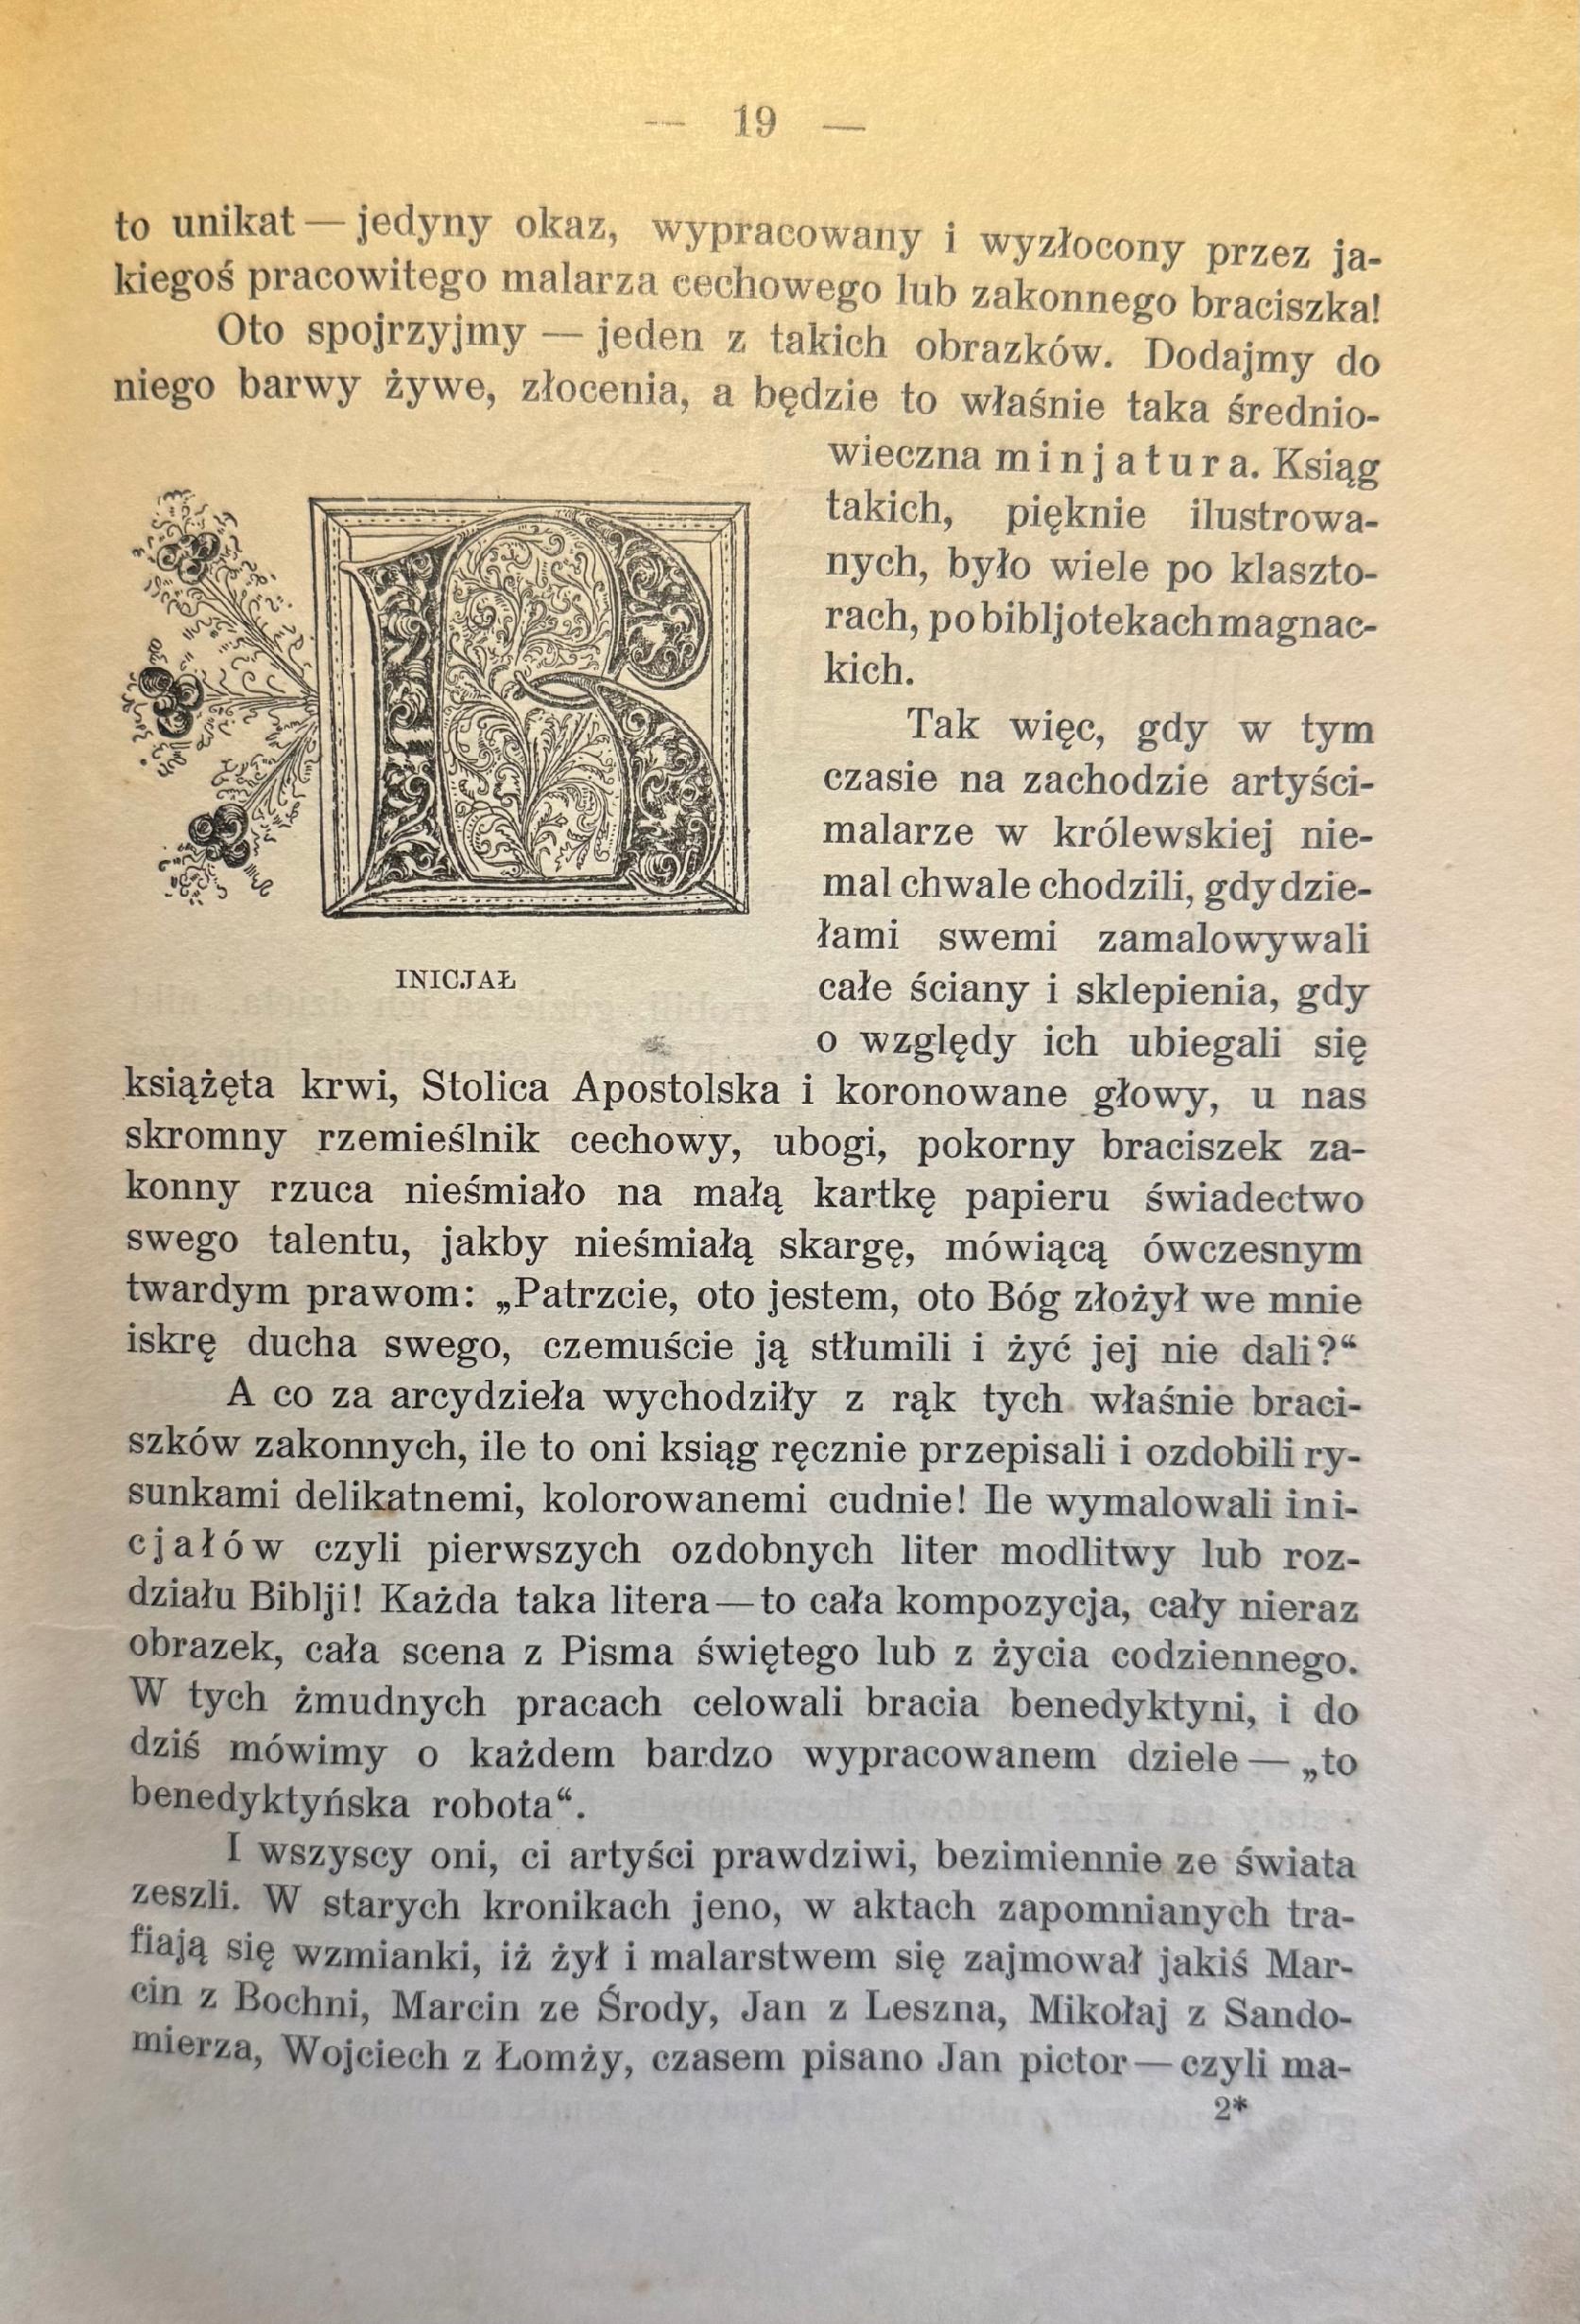 — 19 —
to unikat — jedyny okaz, wypracowany i wyzłocony przez ja-
kiegoś pracowitego malarza cechowego lub zakonnego braciszka!
Oto spojrzyjmy — jeden z takich obrazków. Dodajmy do
niego barwy żywe, złocenia, a będzie to właśnie taka średnio-
wieczna minjatura. Ksiąg
takich, pięknie ilustrowa-
nych, było wiele po klaszto-
rach, po bibljotekach magnac-
kich.
Tak więc, gdy w tym
czasie na zachodzie artyści-
malarze w królewskiej nie-
mal chwale chodzili, gdy dzie-
łami swemi zamalowywali
całe ściany i sklepienia, gdy
o względy ich ubiegali się
INICJAŁ
książęta krwi, Stolica Apostolska i koronowane głowy, u nas
skromny rzemieślnik cechowy, ubogi, pokorny braciszek za-
konny rzuca nieśmiało na małą kartkę papieru świadectwo
swego talentu, jakby nieśmiałą skargę, mówiącą ówczesnym
twardym prawom: „Patrzcie, oto jestem, oto Bóg złożył we mnie
iskrę ducha swego, czemuście ją stłumili i żyć jej nie dali?“
A co za arcydzieła wychodziły z rąk tych właśnie braci-
szków zakonnych, ile to oni ksiąg ręcznie przepisali i ozdobili ry-
sunkami delikatnemi, kolorowanemi cudnie! Ile wymalowali ini-
cjałów czyli pierwszych ozdobnych liter modlitwy lub roz-
działu Biblji! Każda taka litera — to cała kompozycja, cały nieraz
obrazek, cała scena z Pisma świętego lub z życia codziennego.
W tych żmudnych pracach celowali bracia benedyktyni, i do
dziś mówimy o każdem bardzo wypracowanem dziele — „to
benedyktyńska robota“.
I wszyscy oni, ci artyści prawdziwi, bezimiennie ze świata
zeszli. W starych kronikach jeno, w aktach zapomnianych tra-
fiają się wzmianki, iż żył i malarstwem się zajmował jakiś Mar-
cin z Bochni, Marcin ze Środy, Jan z Leszna, Mikołaj z Sando-
mierza, Wojciech z Łomży, czasem pisano Jan pictor — czyli ma-
2*